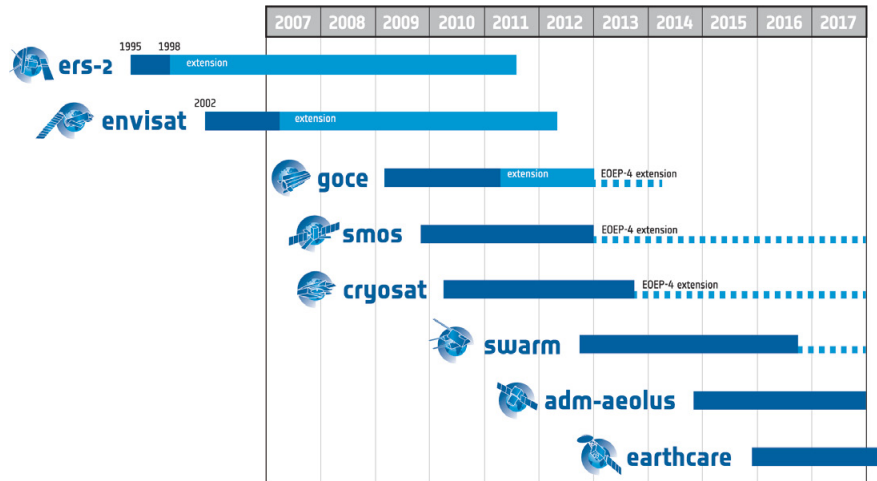 2007 2008 2009 2010 2011 2012 2013 2014 2015 2016 2017
1995 1998
ers-2 extension
2002
envisat extension
goce extension EOEP-4 extension
smos EOEP-4 extension
cryosat EOEP-4 extension
swarm
adm-aeolus
earthcare